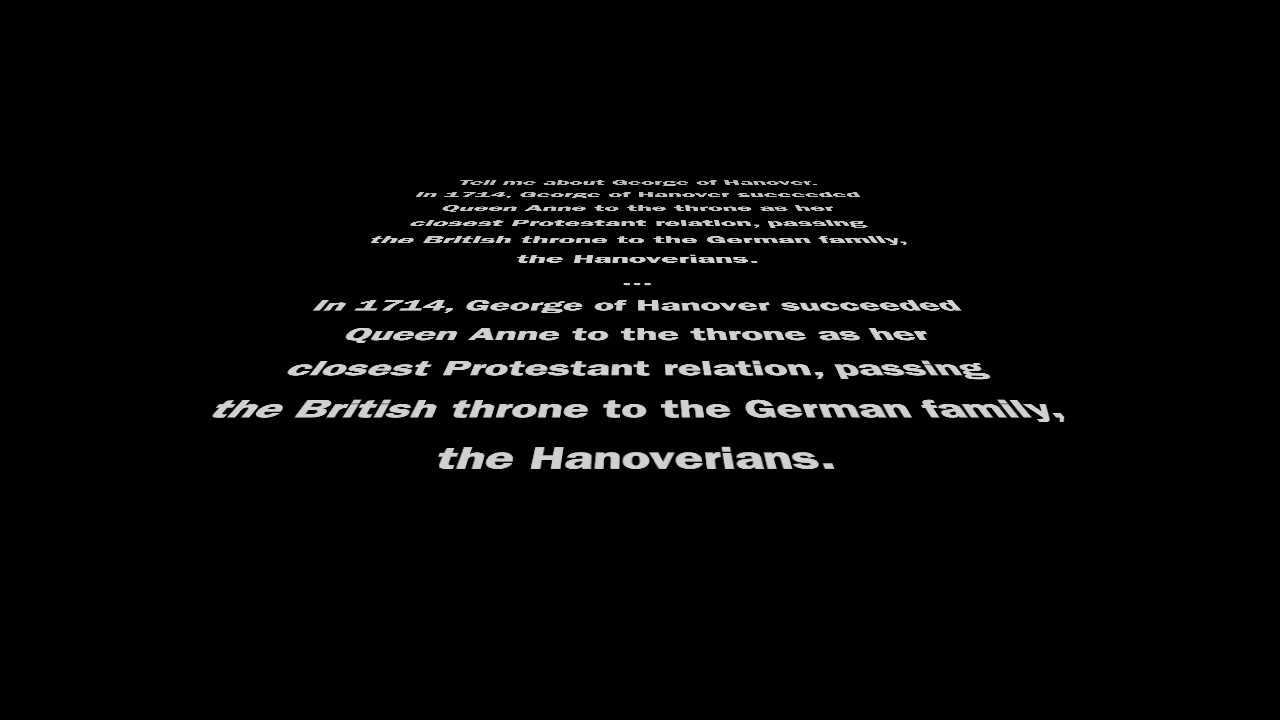 Tell me about George of Hanover.
In 1714, George of Hanover succeeded
Queen Anne to the throne as her
closest Protestant relation, passing
the British throne to the German family,
the Hanoverians.
---
In 1714, George of Hanover succeeded
Queen Anne to the throne as her
closest Protestant relation, passing
the British throne to the German family,
the Hanoverians.